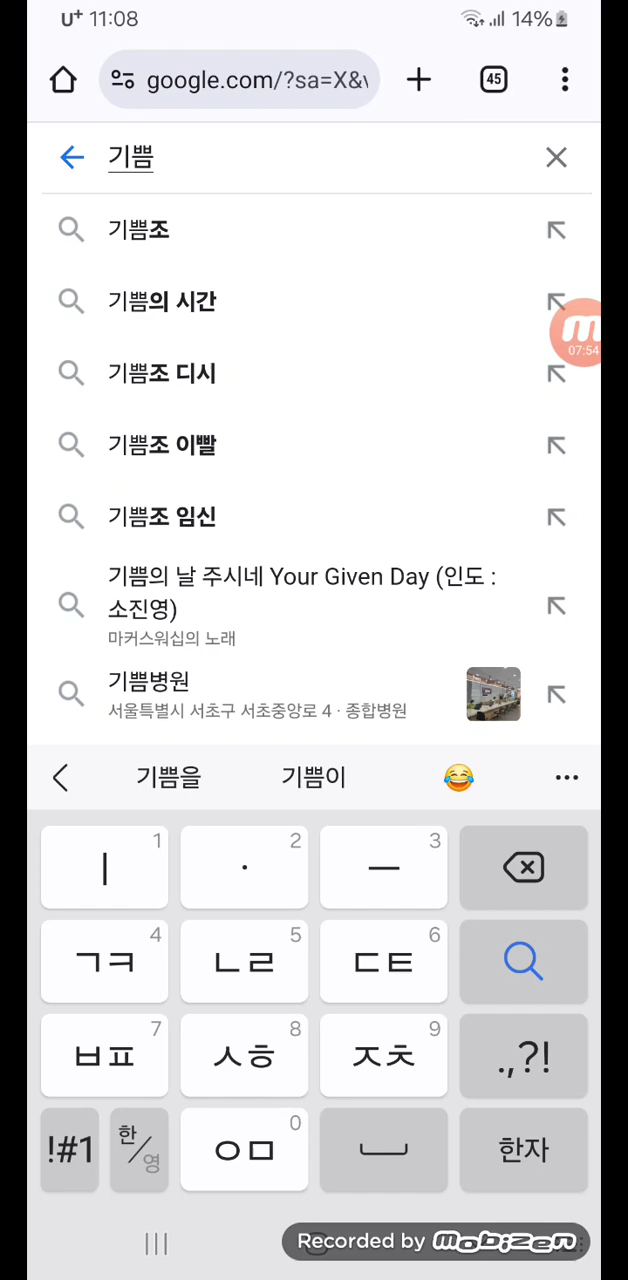 U+ 11:08 14%
google.com/?sa=X&v
45
기쁨
기쁨조
기쁨의 시간
07:54
기쁨조 디시
기쁨조 이빨
기쁨조 임신
기쁨의 날 주시네 Your Given Day (인도 :
소진영)
마커스워십의 노래
기쁨병원
서울특별시 서초구 서초중앙로 4 · 종합병원
기쁨을 기쁨이
ㅣ 1 · 2 ㅡ 3
ㄱㅋ 4 ㄴㄹ 5 ㄷㅌ 6
ㅂㅍ 7 ㅅㅎ 8 ㅈㅊ 9 .,?!
!#1 한/영 ㅇㅁ 0 한자
Recorded by mobizen